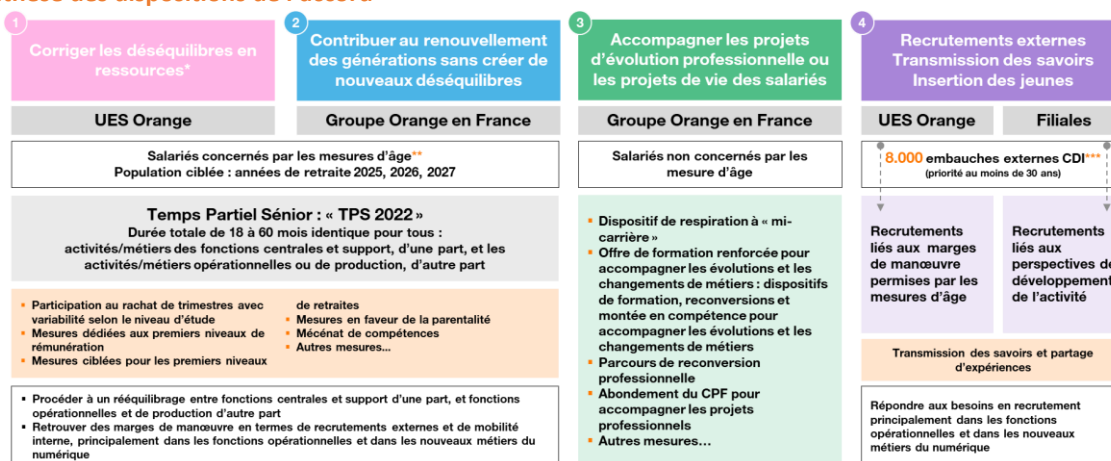 thèse des dispositions de l'accord
1
Corriger les déséquilibres en
ressources*
2
Contribuer au renouvellement
des générations sans créer de
nouveaux déséquilibres
3
Accompagner les projets
d'évolution professionnelle ou
les projets de vie des salariés
4
Recrutements externes
Transmission des savoirs
Insertion des jeunes
UES Orange
Groupe Orange en France
Groupe Orange en France
UES Orange
Filiales
Salariés concernés par les mesures d'âge**
Population ciblée : années de retraite 2025, 2026, 2027
Salariés non concernés par les
mesure d'âge
8.000 embauches externes CDI***
(priorité au moins de 30 ans)
Temps Partiel Sénior : « TPS 2022 »
Durée totale de 18 à 60 mois identique pour tous :
activités/métiers des fonctions centrales et support, d'une part, et les
activités/métiers opérationnelles ou de production, d'autre part
▪ Participation au rachat de trimestres avec
variabilité selon le niveau d'étude
▪ Mesures dédiées aux premiers niveaux de
rémunération
▪ Mesures ciblées pour les premiers niveaux
de retraites
▪ Mesures en faveur de la parentalité
▪ Mécénat de compétences
▪ Autres mesures...
▪ Procéder à un rééquilibrage entre fonctions centrales et support d'une part, et fonctions
opérationnelles et de production d'autre part
▪ Retrouver des marges de manœuvre en termes de recrutements externes et de mobilité
interne, principalement dans les fonctions opérationnelles et dans les nouveaux métiers du
numérique
▪ Dispositif de respiration à « mi-
carrière »
▪ Offre de formation renforcée pour
accompagner les évolutions et les
changements de métiers : dispositifs
de formation, reconversions et
montée en compétence pour
accompagner les évolutions et les
changements de métiers
▪ Parcours de reconversion
professionnelle
▪ Abondement du CPF pour
accompagner les projets
professionnels
▪ Autres mesures...
Recrutements
liés aux marges
de manœuvre
permises par les
mesures d'âge
Recrutements
liés aux
perspectives de
développement
de l'activité
Transmission des savoirs et partage
d'expériences
Répondre aux besoins en recrutement
principalement dans les fonctions
opérationnelles et dans les nouveaux
métiers du numérique